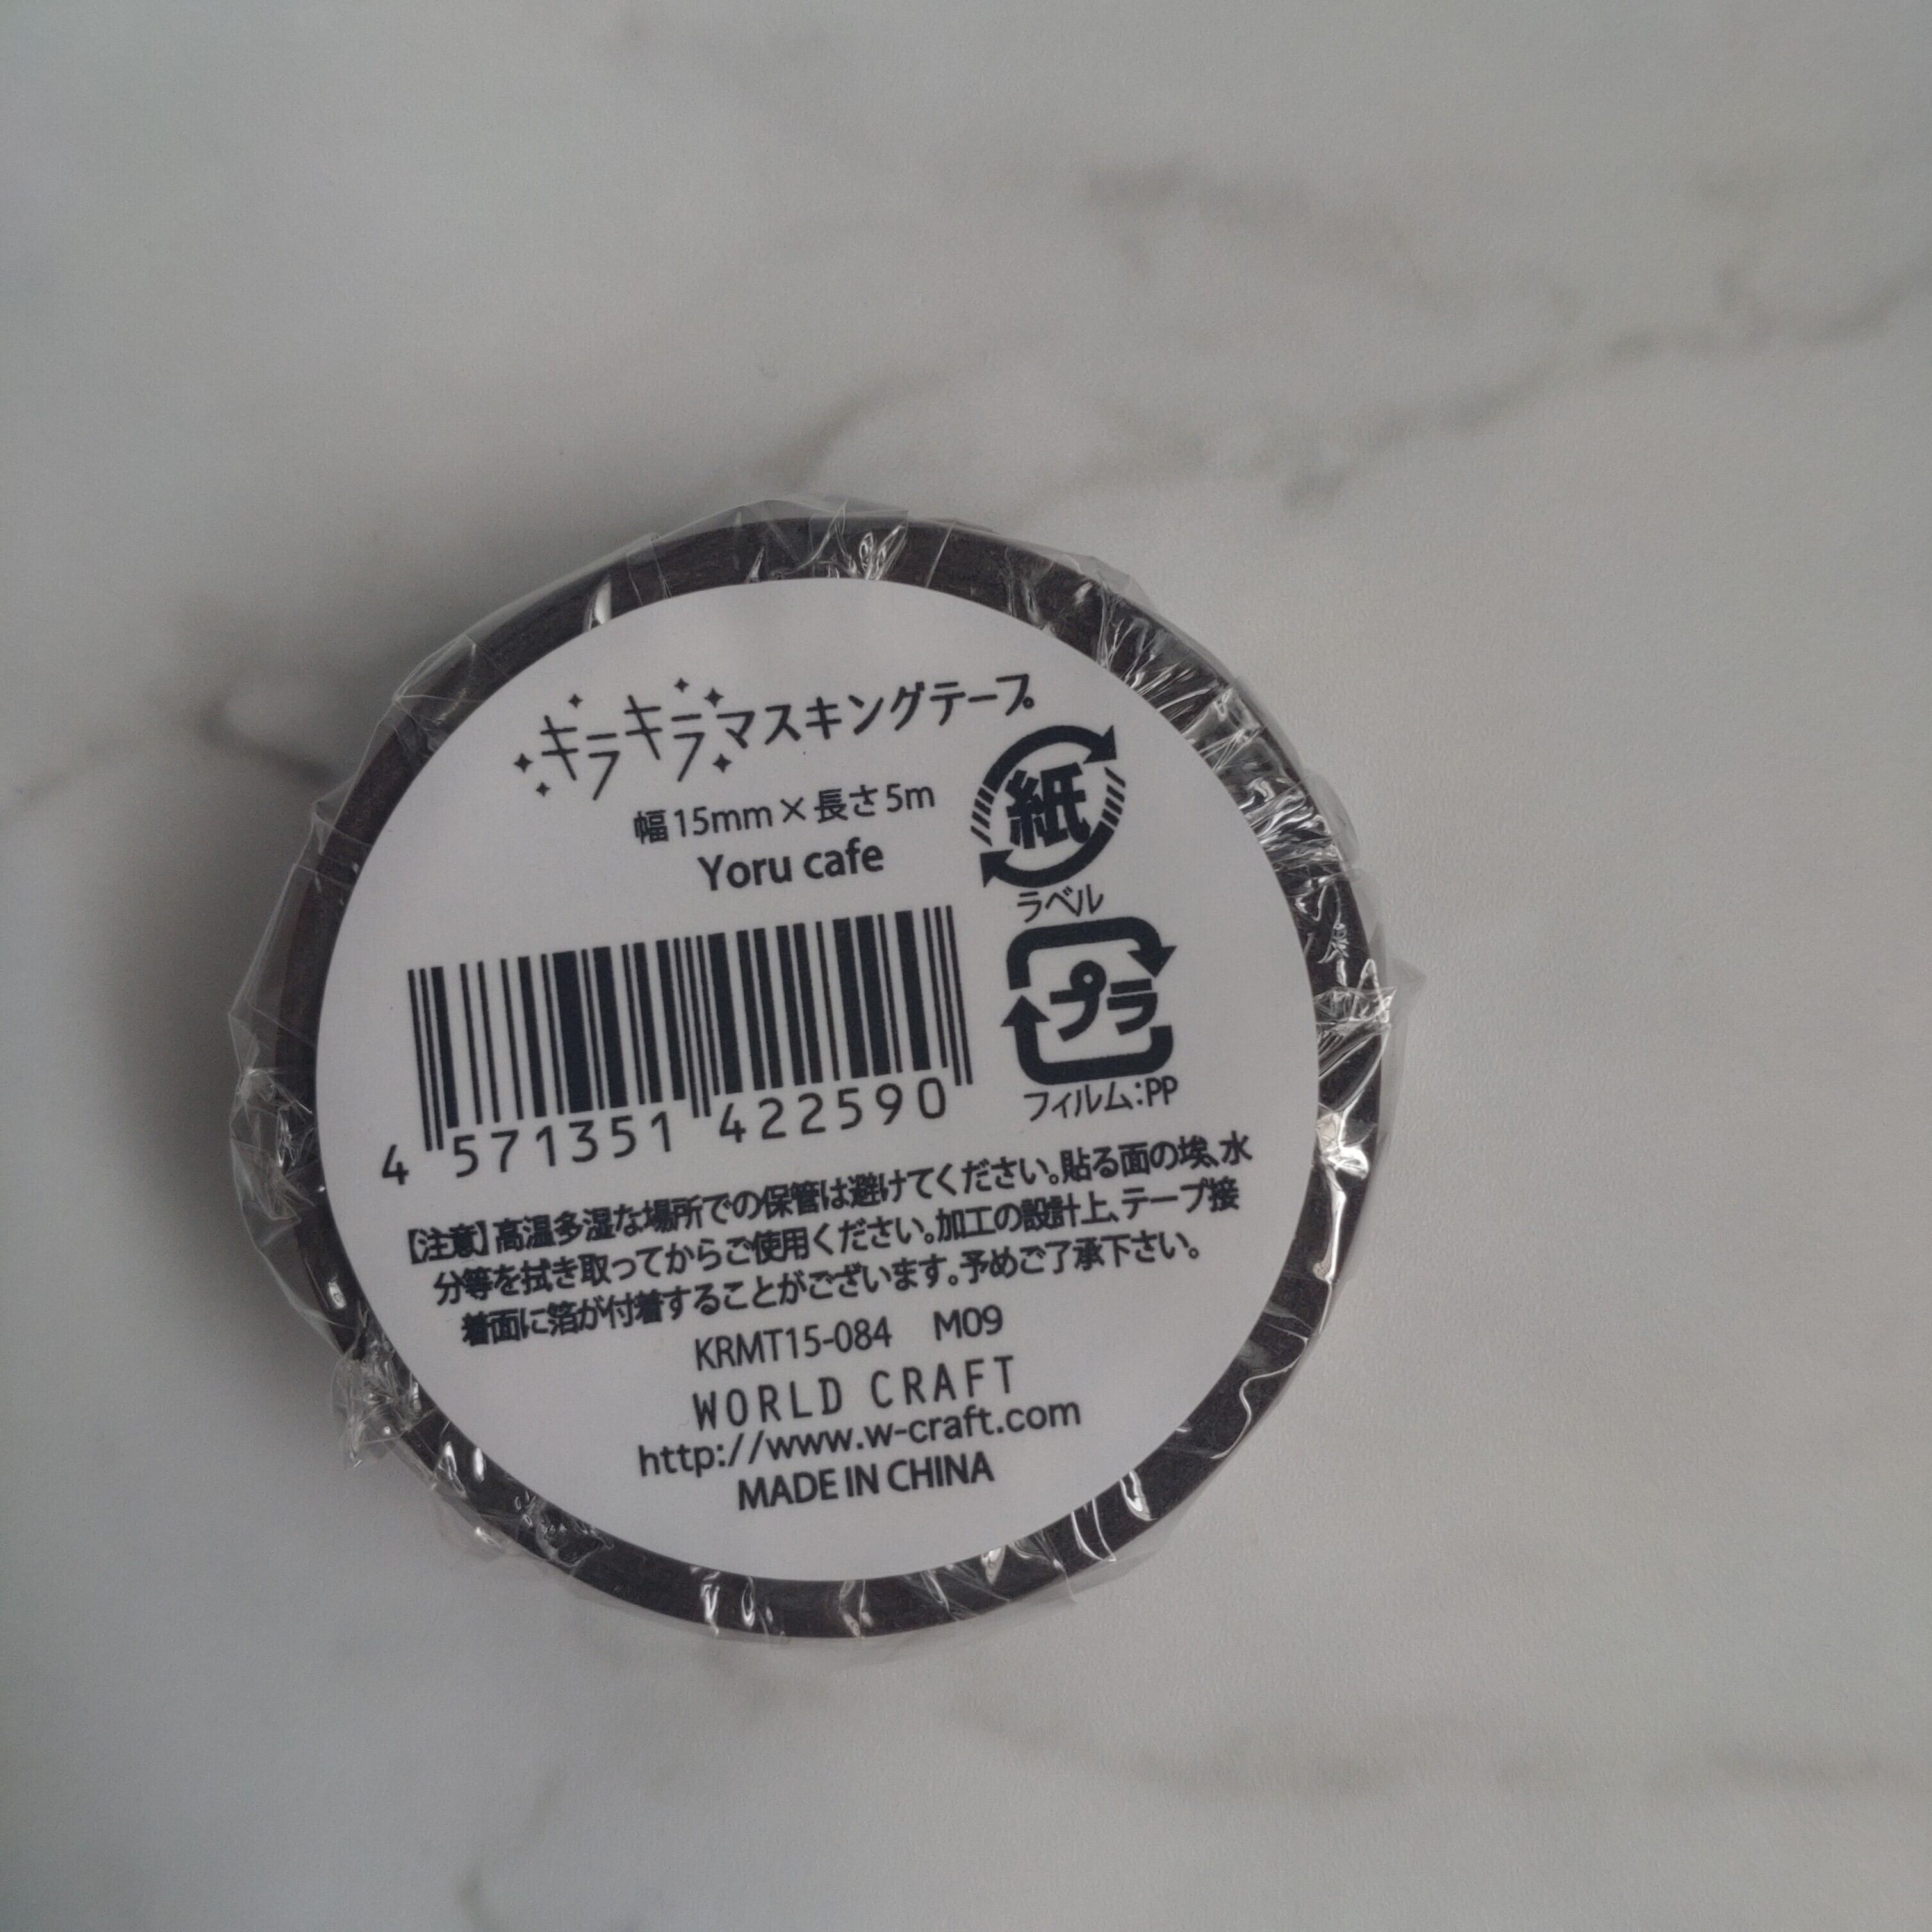 キラキラマスキングテープ
幅15mm×長さ5m
Yoru cafe
紙
ラベル
プラ
フィルム:PP
4 571351 422590
【注意】高温多湿な場所での保管は避けてください。貼る面の埃、水
分等を拭き取ってからご使用ください。加工の設計上、テープ接
着面に箔が付着することがございます。予めご了承下さい。
KRMT15-084 M09
WORLD CRAFT
http://www.w-craft.com
MADE IN CHINA